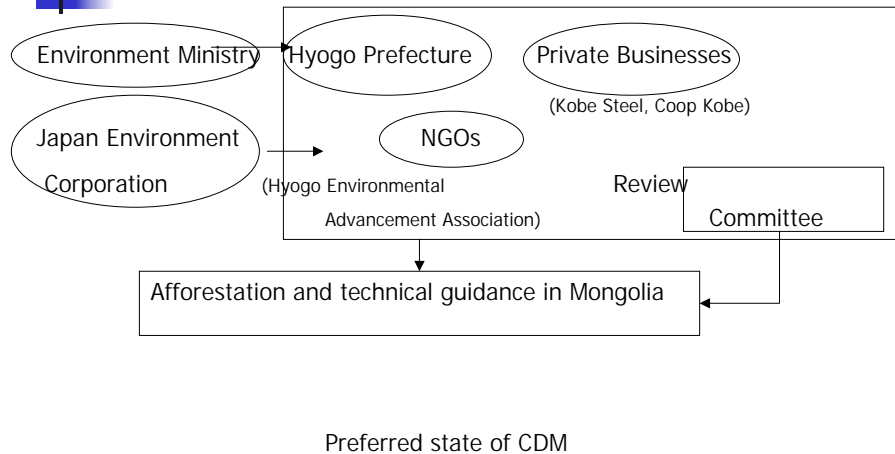 Environment Ministry
Hyogo Prefecture
Private Businesses
(Kobe Steel, Coop Kobe)
Japan Environment
Corporation
NGOs
(Hyogo Environmental
Advancement Association)
Review
Committee
Afforestation and technical guidance in Mongolia
Preferred state of CDM